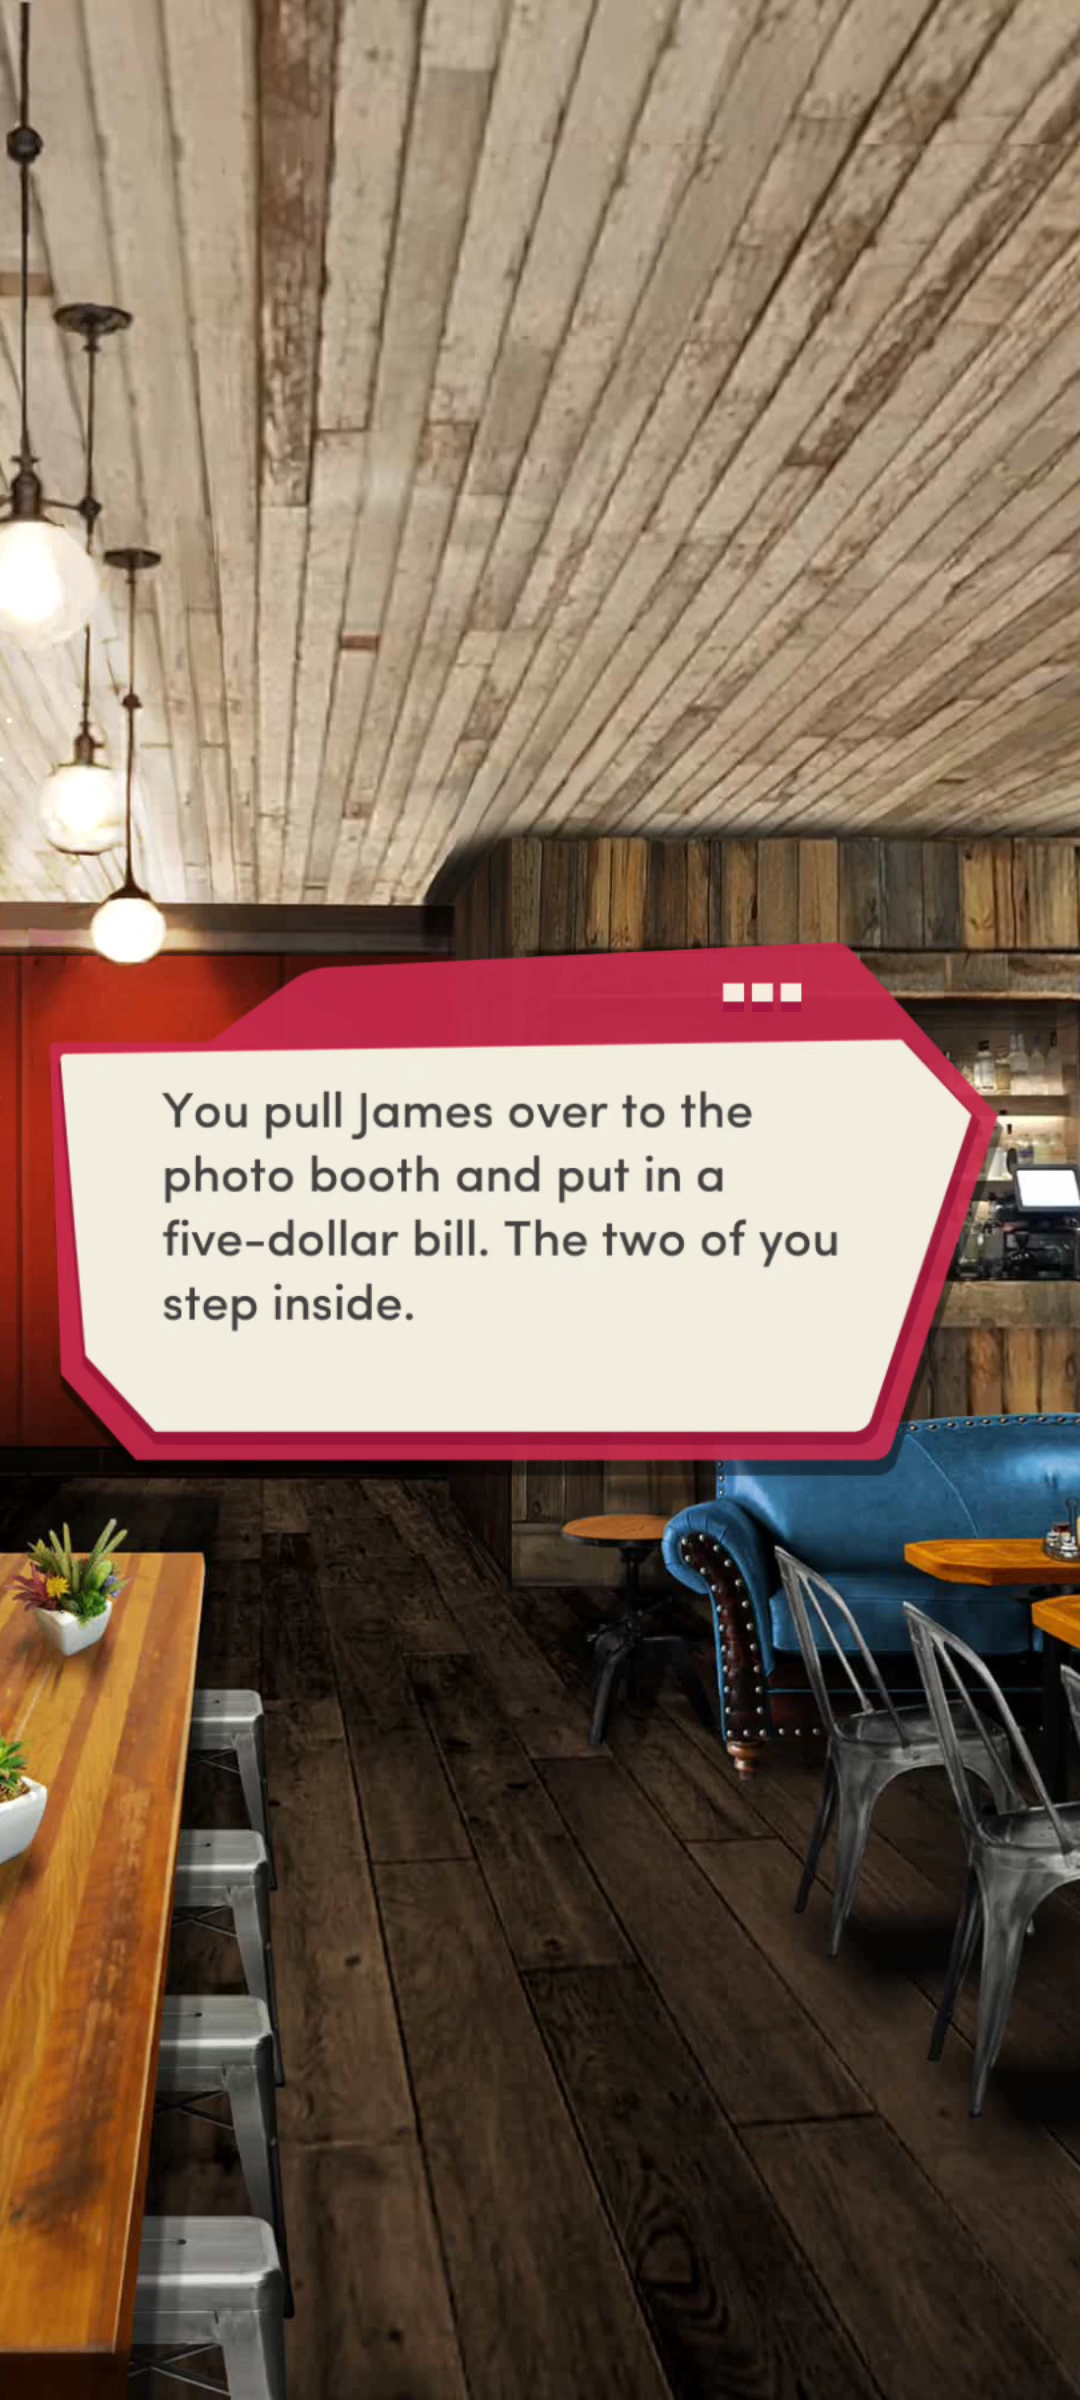 You pull James over to the
photo booth and put in a
five-dollar bill. The two of you
step inside.